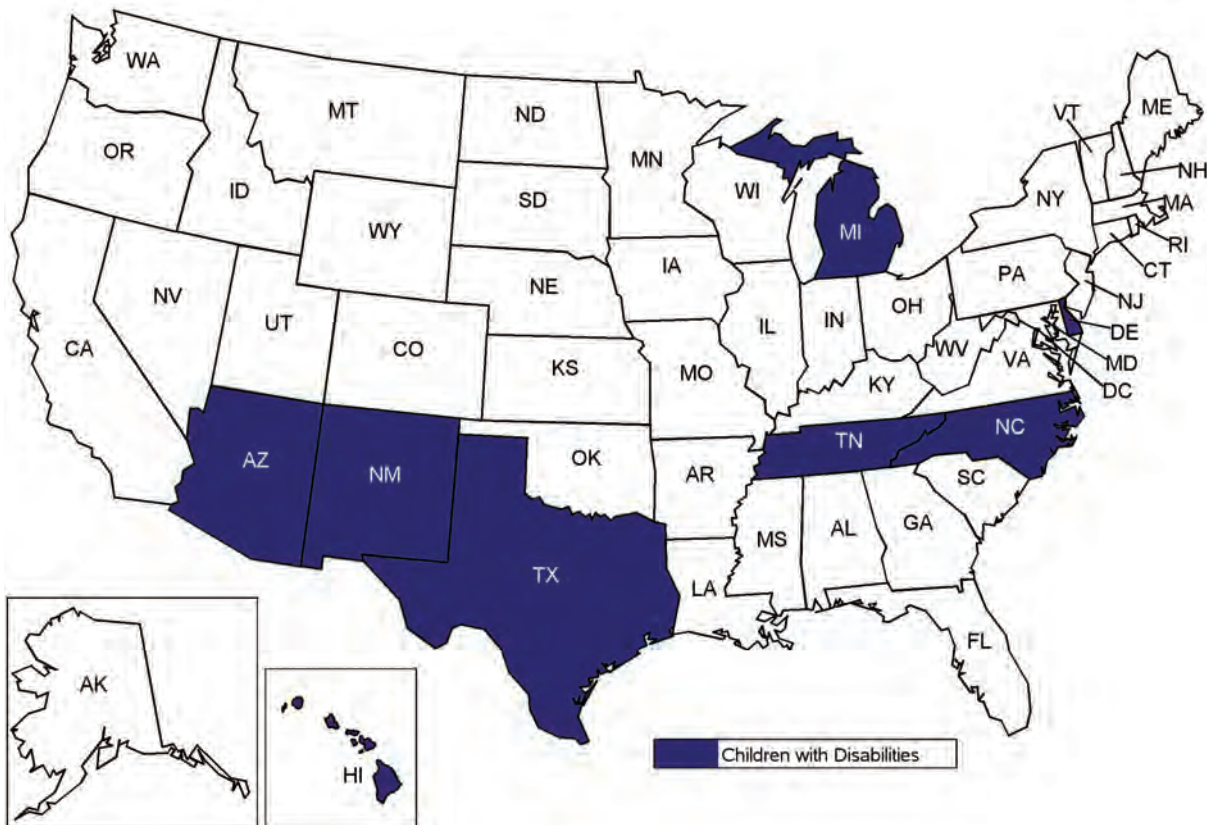 WA
MT
ND
MN
VT
ME
OR
ID
SD
WI
NY
NH
MA
WY
MI
RI
IA
PA
CT
NV
NE
OH
NJ
UT
IL
IN
DE
CA
CO
WV
VA
MD
KS
MO
KY
DC
AZ
NM
OK
TN
NC
AR
SC
TX
MS
AL
GA
LA
FL
AK
HI
Children with Disabilities